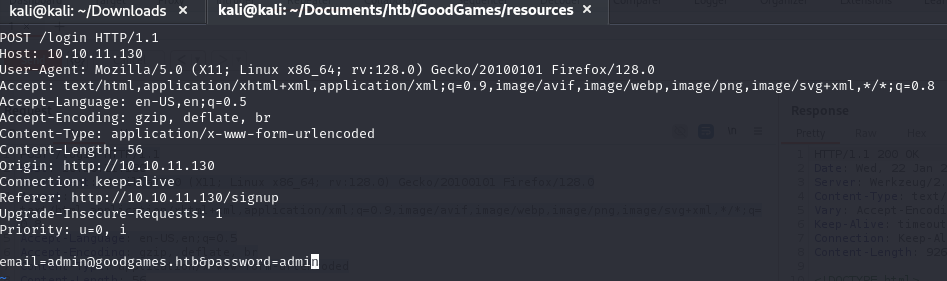 kali@kali: ~/Downloads × kali@kali: ~/Documents/htb/GoodGames/resources ×
POST /login HTTP/1.1
Host: 10.10.11.130
User-Agent: Mozilla/5.0 (X11; Linux x86_64; rv:128.0) Gecko/20100101 Firefox/128.0
Accept: text/html,application/xhtml+xml,application/xml;q=0.9,image/avif,image/webp,image/png,image/svg+xml,*/*;q=0.8
Accept-Language: en-US,en;q=0.5
Accept-Encoding: gzip, deflate, br
Content-Type: application/x-www-form-urlencoded
Content-Length: 56
Origin: http://10.10.11.130
Connection: keep-alive
Referer: http://10.10.11.130/signup
Upgrade-Insecure-Requests: 1
Priority: u=0, i
email=admin@goodgames.htb&password=admin
~
Response
Pretty Raw Hex